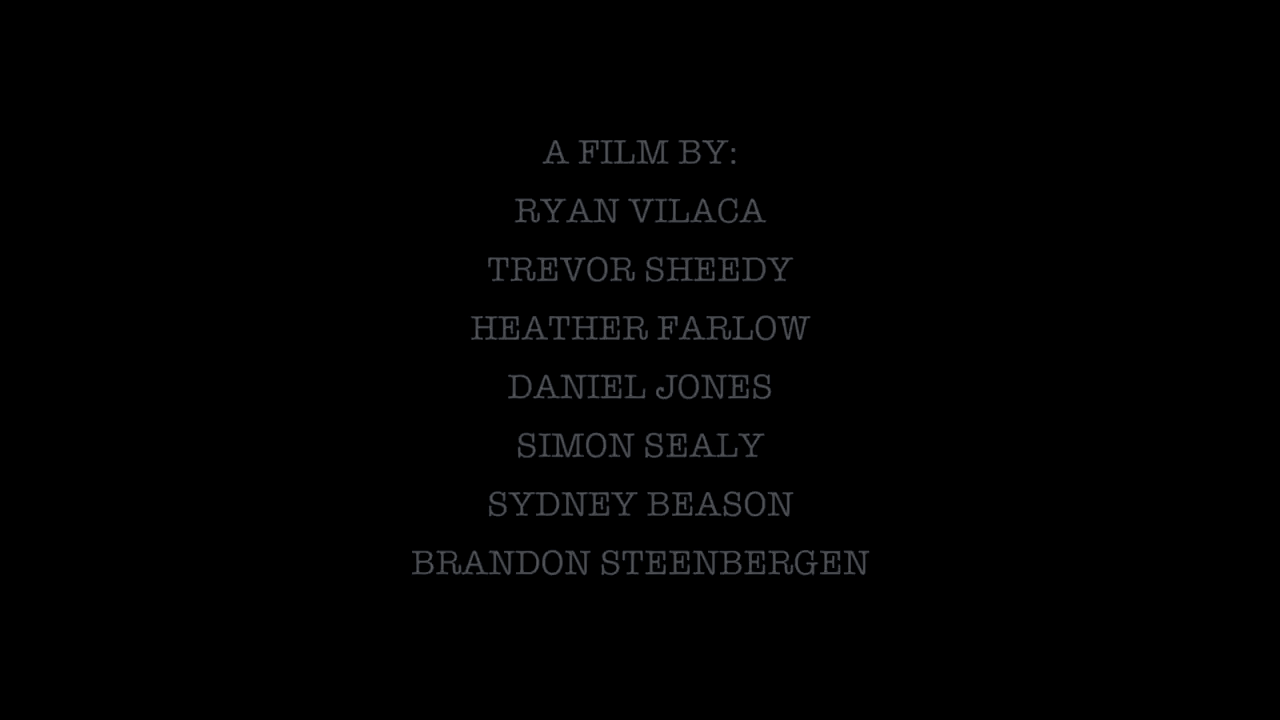 A FILM BY:
RYAN VILACA
TREVOR SHEEDY
HEATHER FARLOW
DANIEL JONES
SIMON SEALY
SYDNEY BEASON
BRANDON STEENBERGEN